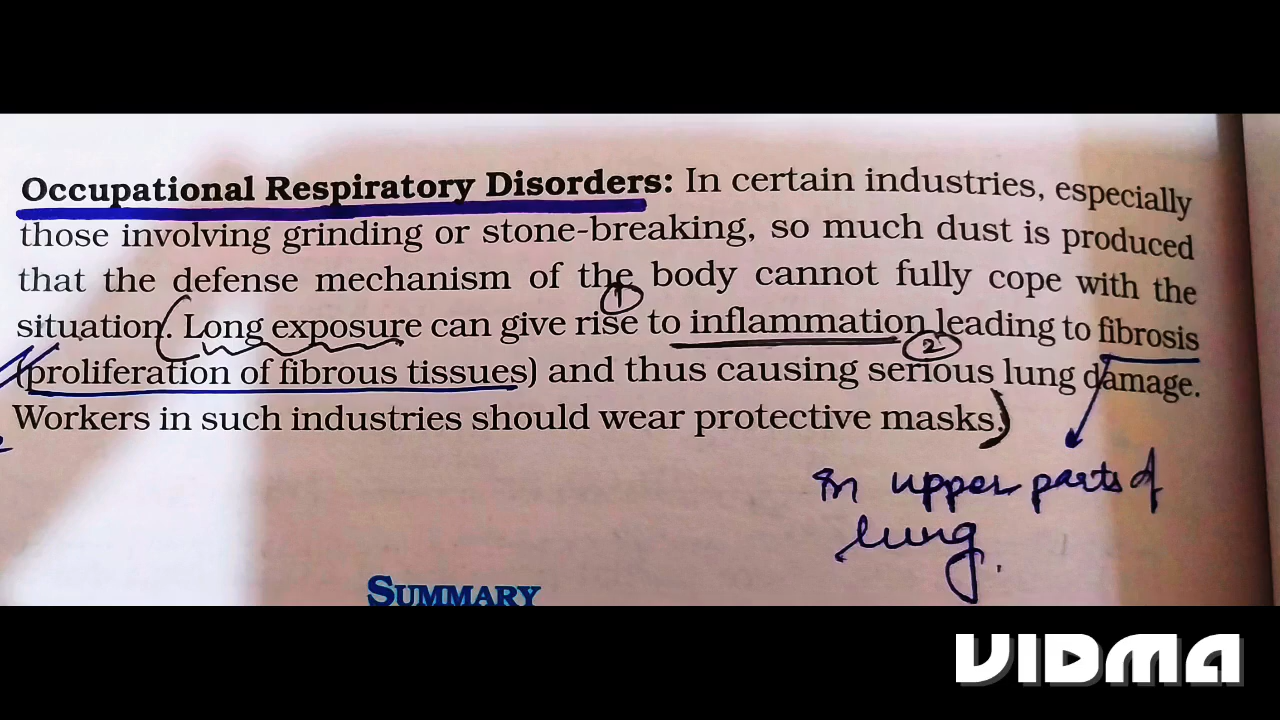 Occupational Respiratory Disorders: In certain industries, especially
those involving grinding or stone-breaking, so much dust is produced
that the defense mechanism of the body cannot fully cope with the
situation. Long exposure can give rise to inflammation leading to fibrosis
(proliferation of fibrous tissues) and thus causing serious lung damage.
Workers in such industries should wear protective masks.
1
2
In upper parts of
lung.
SUMMARY
VIDMA